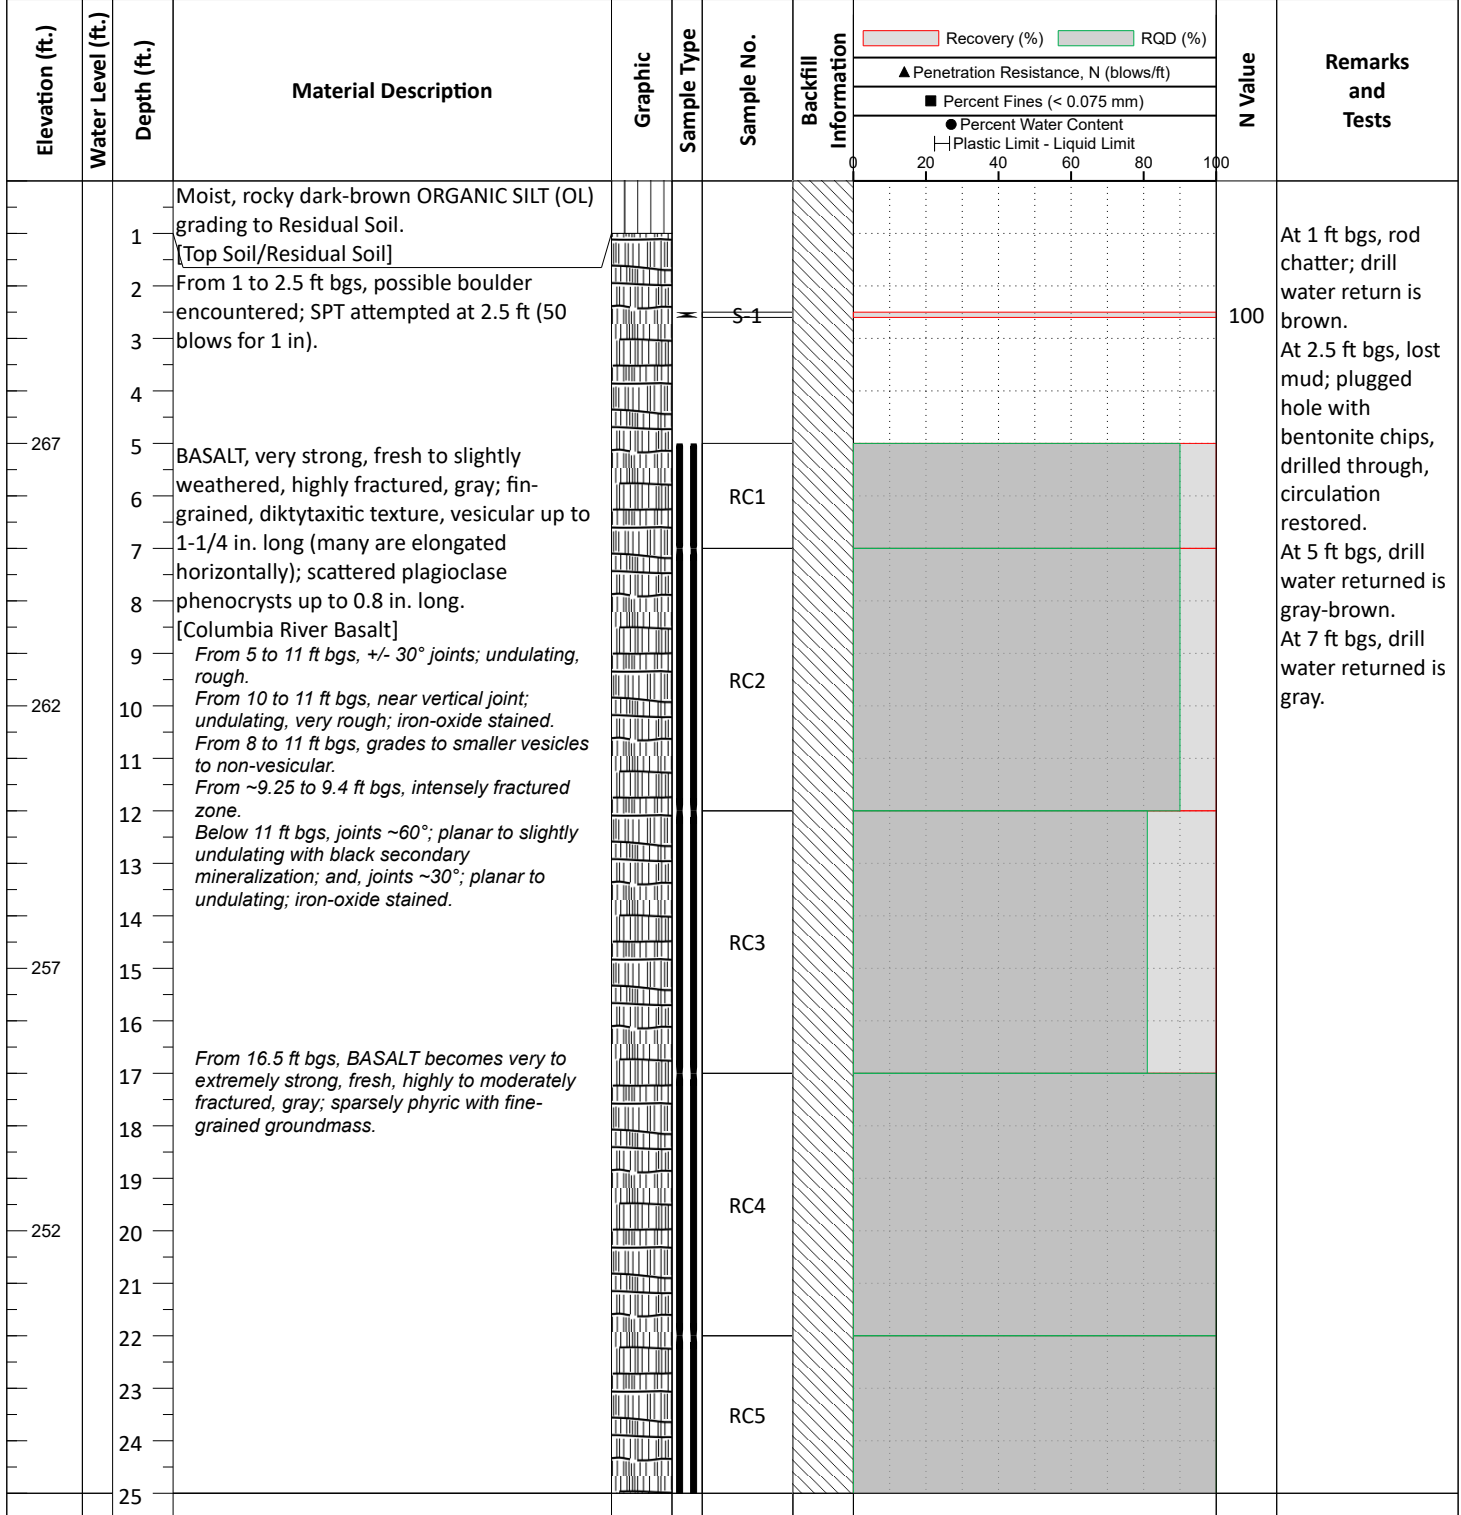 Elevation (ft.)
Water Level (ft.)
Depth (ft.)
Material Description
Graphic
Sample Type
Sample No.
Backfill
Information
Recovery (%) RQD (%)
▲ Penetration Resistance, N (blows/ft)
■ Percent Fines (< 0.075 mm)
● Percent Water Content
Plastic Limit - Liquid Limit
0 20 40 60 80 100
N Value
Remarks
and
Tests
Moist, rocky dark-brown ORGANIC SILT (OL)
grading to Residual Soil.
[Top Soil/Residual Soil]
From 1 to 2.5 ft bgs, possible boulder
encountered; SPT attempted at 2.5 ft (50
blows for 1 in).
BASALT, very strong, fresh to slightly
weathered, highly fractured, gray; fin-
grained, diktytaxitic texture, vesicular up to
1-1/4 in. long (many are elongated
horizontally); scattered plagioclase
phenocrysts up to 0.8 in. long.
[Columbia River Basalt]
From 5 to 11 ft bgs, +/- 30° joints; undulating,
rough.
From 10 to 11 ft bgs, near vertical joint;
undulating, very rough; iron-oxide stained.
From 8 to 11 ft bgs, grades to smaller vesicles
to non-vesicular.
From ~9.25 to 9.4 ft bgs, intensely fractured
zone.
Below 11 ft bgs, joints ~60°; planar to slightly
undulating with black secondary
mineralization; and, joints ~30°; planar to
undulating; iron-oxide stained.
From 16.5 ft bgs, BASALT becomes very to
extremely strong, fresh, highly to moderately
fractured, gray; sparsely phyric with fine-
grained groundmass.
267
262
257
252
1
2
3
4
5
6
7
8
9
10
11
12
13
14
15
16
17
18
19
20
21
22
23
24
25
S-1
RC1
RC2
RC3
RC4
RC5
100
At 1 ft bgs, rod
chatter; drill
water return is
brown.
At 2.5 ft bgs, lost
mud; plugged
hole with
bentonite chips,
drilled through,
circulation
restored.
At 5 ft bgs, drill
water returned is
gray-brown.
At 7 ft bgs, drill
water returned is
gray.